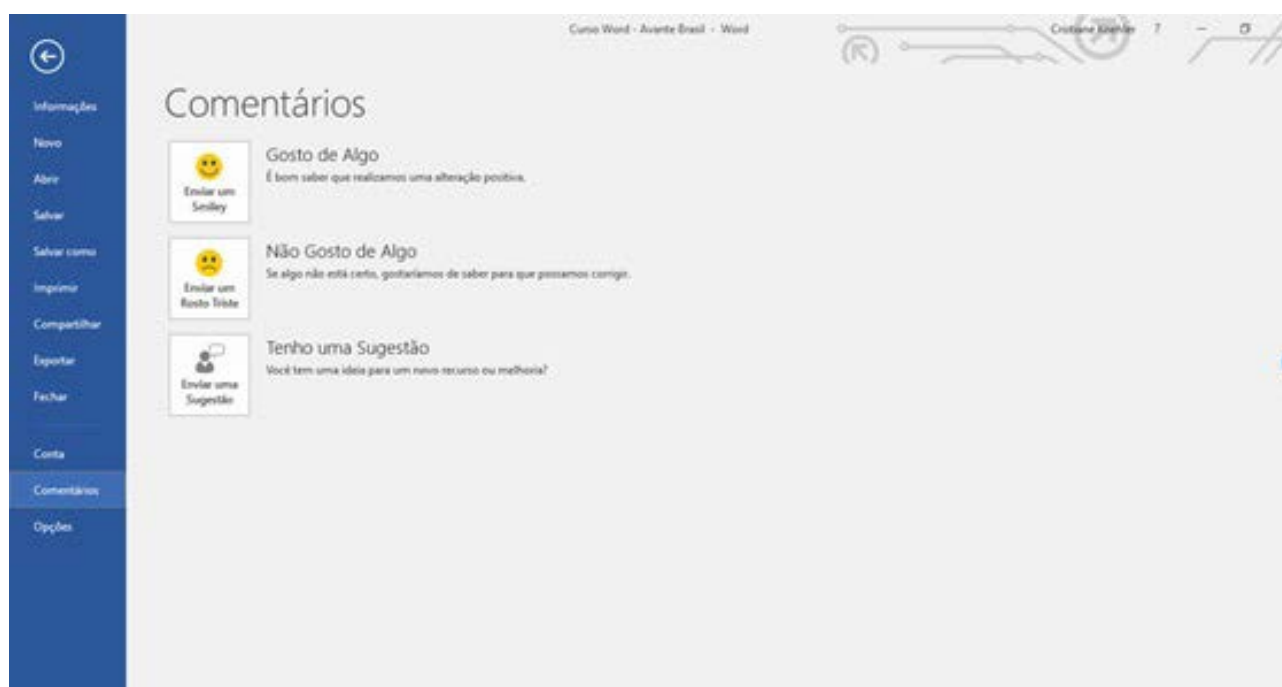 Curso Word - Avante Brasil - Word
Cristiane Koehler ?
Informações
Novo
Abrir
Salvar
Salvar como
Imprimir
Compartilhar
Exportar
Fechar
Conta
Comentários
Opções
Comentários
Enviar um
Smiley
Gosto de Algo
É bom saber que realizamos uma alteração positiva.
Enviar um
Rosto Triste
Não Gosto de Algo
Se algo não está certo, gostaríamos de saber para que possamos corrigir.
Enviar uma
Sugestão
Tenho uma Sugestão
Você tem uma ideia para um novo recurso ou melhoria?